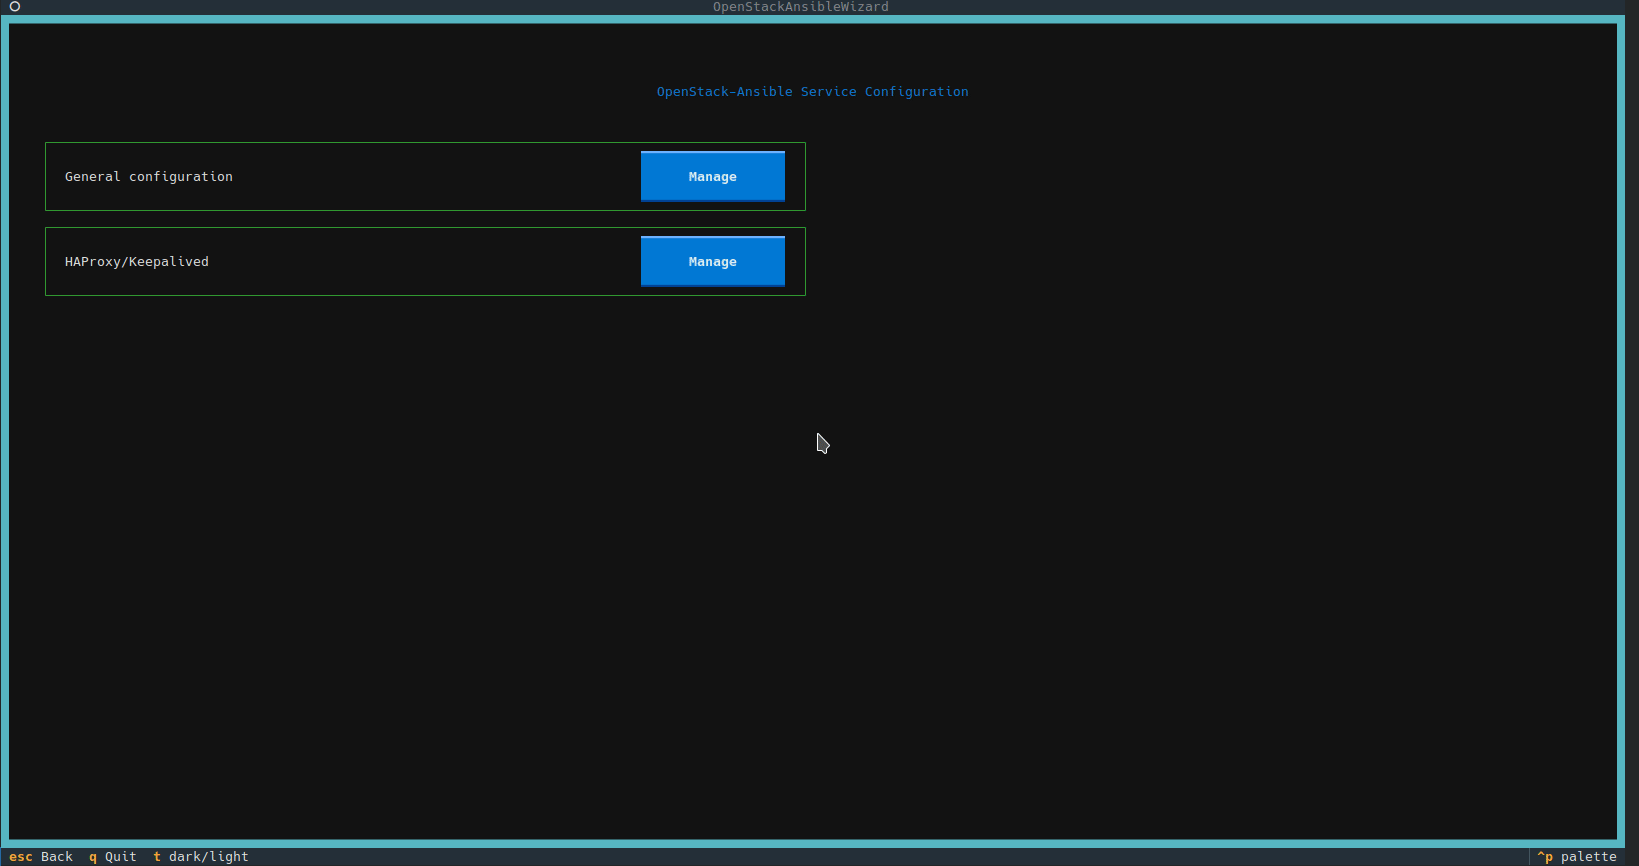 OpenStackAnsibleWizard
OpenStack-Ansible Service Configuration
General configuration Manage
HAProxy/Keepalived Manage
esc Back q Quit t dark/light ^p palette